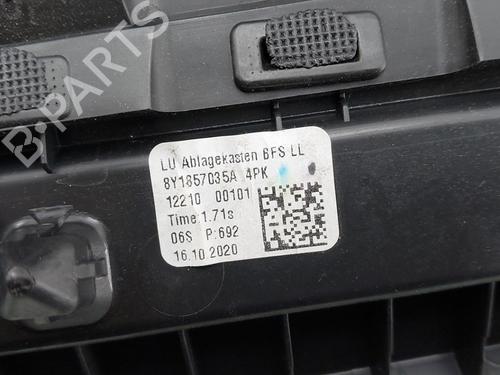 B-PARTS
LU Ablagekasten BFS LL
8Y1857035A 4PK
12210 00101
Time:1.71s
06S P:692
16.10.2020